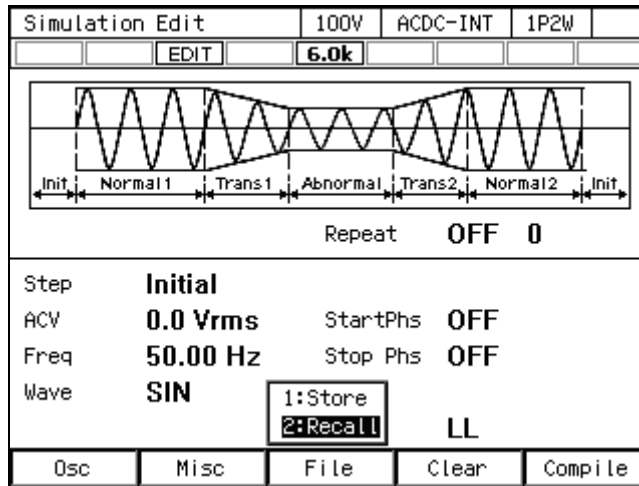 Simulation Edit 100V ACDC-INT 1P2W
EDIT 6.0k
Init Normal1 Trans1 Abnormal Trans2 Normal2 Init
Repeat OFF 0
Step Initial
ACV 0.0 Vrms StartPhs OFF
Freq 50.00 Hz Stop Phs OFF
Wave SIN
1:Store
2:Recall LL
Osc Misc File Clear Compile